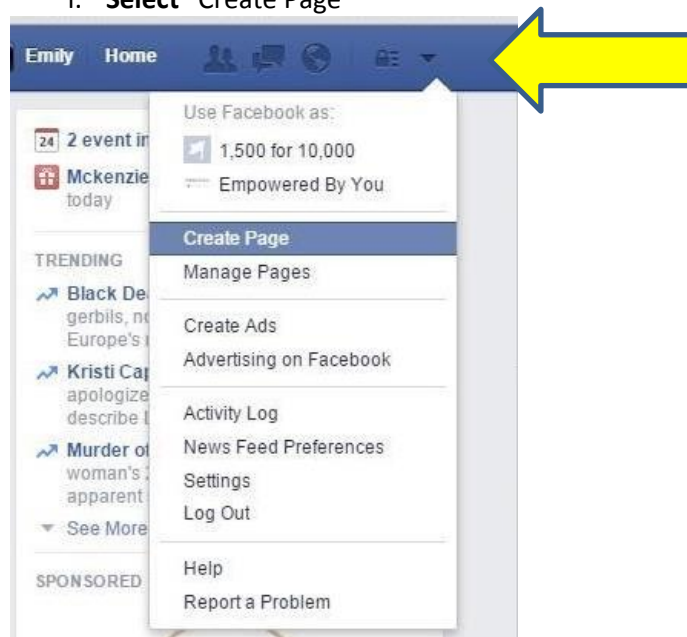 Select "Create Page"
Emily Home
Use Facebook as:
24 2 event in
1,500 for 10,000
Mckenzie
Empowered By You
today
Create Page
TRENDING
Manage Pages
Black De
gerbils,
Create Ads
Europe's
Advertising on Facebook
Kristi Cap
apologize
Activity Log
describe
News Feed Preferences
Murder of
woman's
Settings
apparent
Log Out
See More
Help
SPONSORED
Report a Problem